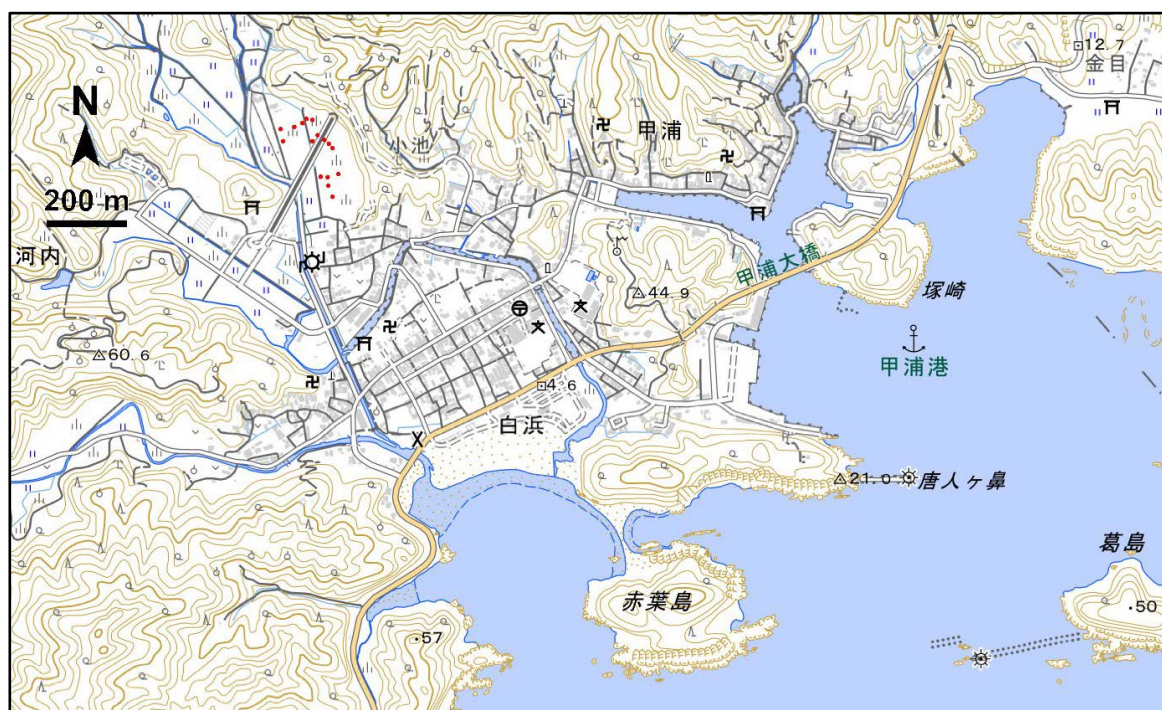 12.7
金目
N
甲浦
小池
200 m
河内
甲浦大橋
塚崎
44.9
甲浦港
60.6
4.6
白浜
X
21.0
唐人ヶ鼻
葛島
赤葉島
50
57